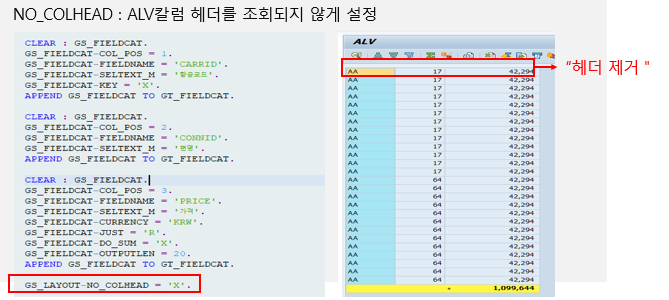 NO_COLHEAD : ALV칼럼 헤더를 조회되지 않게 설정
CLEAR : GS_FIELDCAT.
GS_FIELDCAT-COL_POS = 1.
GS_FIELDCAT-FIELDNAME = 'CARRID'.
GS_FIELDCAT-SELTEXT_M = '항공코드'.
GS_FIELDCAT-KEY = 'X'.
APPEND GS_FIELDCAT TO GT_FIELDCAT.
CLEAR : GS_FIELDCAT.
GS_FIELDCAT-COL_POS = 2.
GS_FIELDCAT-FIELDNAME = 'CONNID'.
GS_FIELDCAT-SELTEXT_M = '편명'.
APPEND GS_FIELDCAT TO GT_FIELDCAT.
CLEAR : GS_FIELDCAT.
GS_FIELDCAT-COL_POS = 3.
GS_FIELDCAT-FIELDNAME = 'PRICE'.
GS_FIELDCAT-SELTEXT_M = '가격'.
GS_FIELDCAT-CURRENCY = 'KRW'.
GS_FIELDCAT-JUST = 'R'.
GS_FIELDCAT-DO_SUM = 'X'.
GS_FIELDCAT-OUTPUTLEN = 20.
APPEND GS_FIELDCAT TO GT_FIELDCAT.
GS_LAYOUT-NO_COLHEAD = 'X'.
ALV
AA 17 42,294
AA 17 42,294
AA 17 42,294
AA 17 42,294
AA 17 42,294
AA 17 42,294
AA 17 42,294
AA 17 42,294
AA 17 42,294
AA 17 42,294
AA 17 42,294
AA 17 42,294
AA 17 42,294
AA 64 42,294
AA 64 42,294
AA 64 42,294
AA 64 42,294
AA 64 42,294
AA 64 42,294
AA 64 42,294
AA 64 42,294
AA 64 42,294
AA 64 42,294
AA 64 42,294
AA 64 42,294
AA 64 42,294
1,099,644
"헤더 제거 "